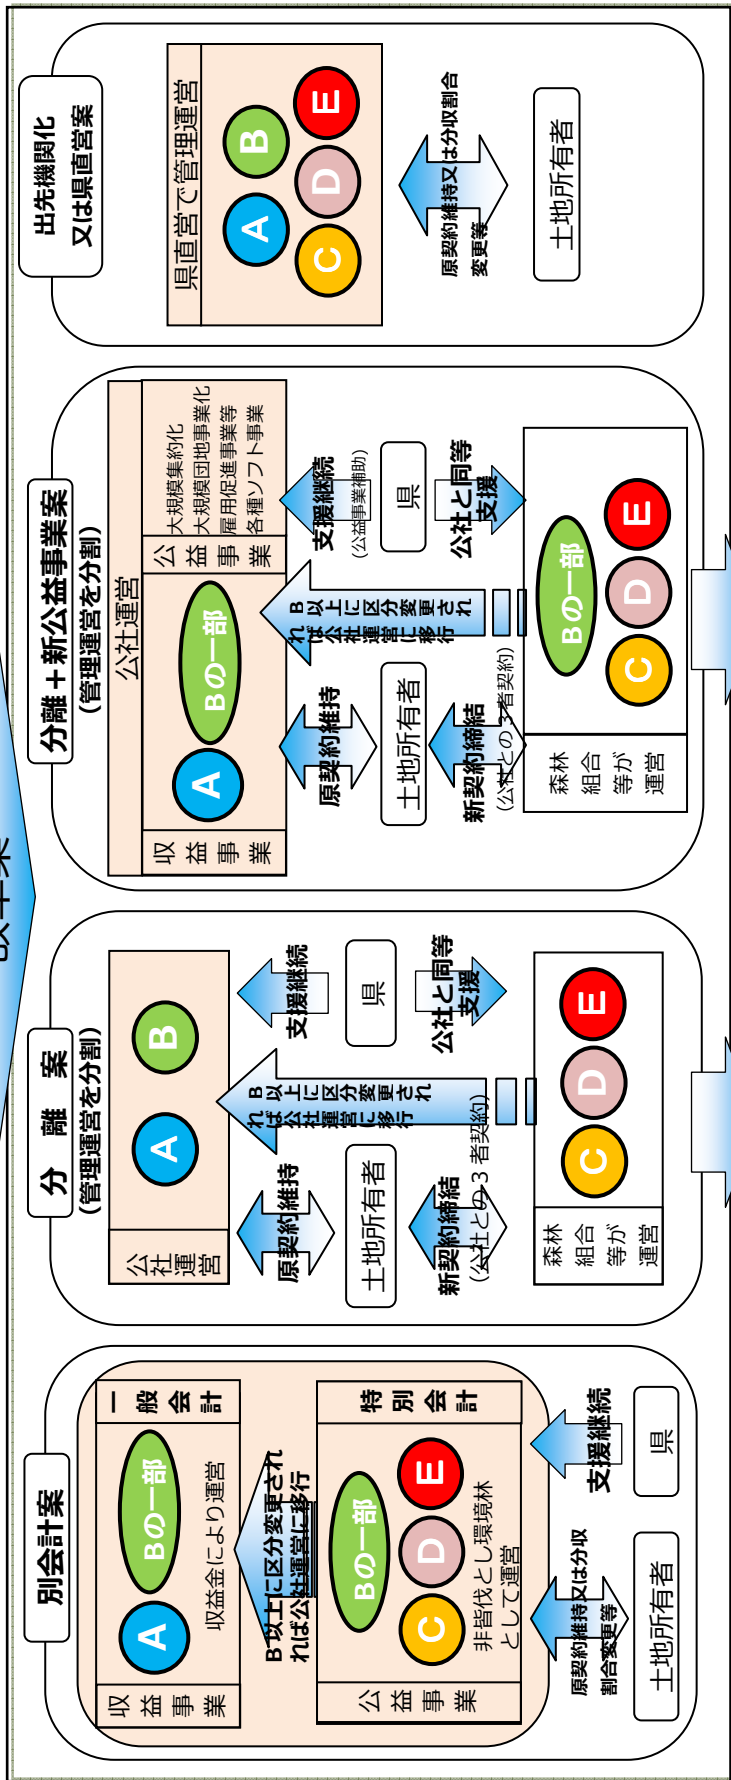 改革案
別会計案
一般会計
収益事業
A
Bの一部
収益金により運営
B以上に区分変更され
れば公社運営に移行
特別会計
公益事業
Bの一部
C
D
E
非皆伐とし環境林
として運営
原契約維持又は分収
割合変更等
支援継続
土地所有者
県
分離案
(管理運営を分割)
公社
運営
A
B
原契約維持
B以上に区分変更され
れば公社運営に移行
支援継続
土地所有者
県
新契約締結
(公社との3者契約)
公社と同等
支援
森林
組合
等が
運営
C
D
E
分離＋新公益事業案
(管理運営を分割)
公社運営
収益
事業
A
Bの一部
公益
事業
大規模集約化
大規模団地事業化
雇用促進事業等
各種ソフト事業
原契約維持
B以上に区分変更され
れば公社運営に移行
支援継続
(公益事業補助)
土地所有者
県
新契約締結
(公社との3者契約)
公社と同等
支援
森林
組合
等が
運営
Bの一部
C
D
E
出先機関化
又は県直営案
県直営で管理運営
A
B
C
D
E
原契約維持又は分収割合
変更等
土地所有者